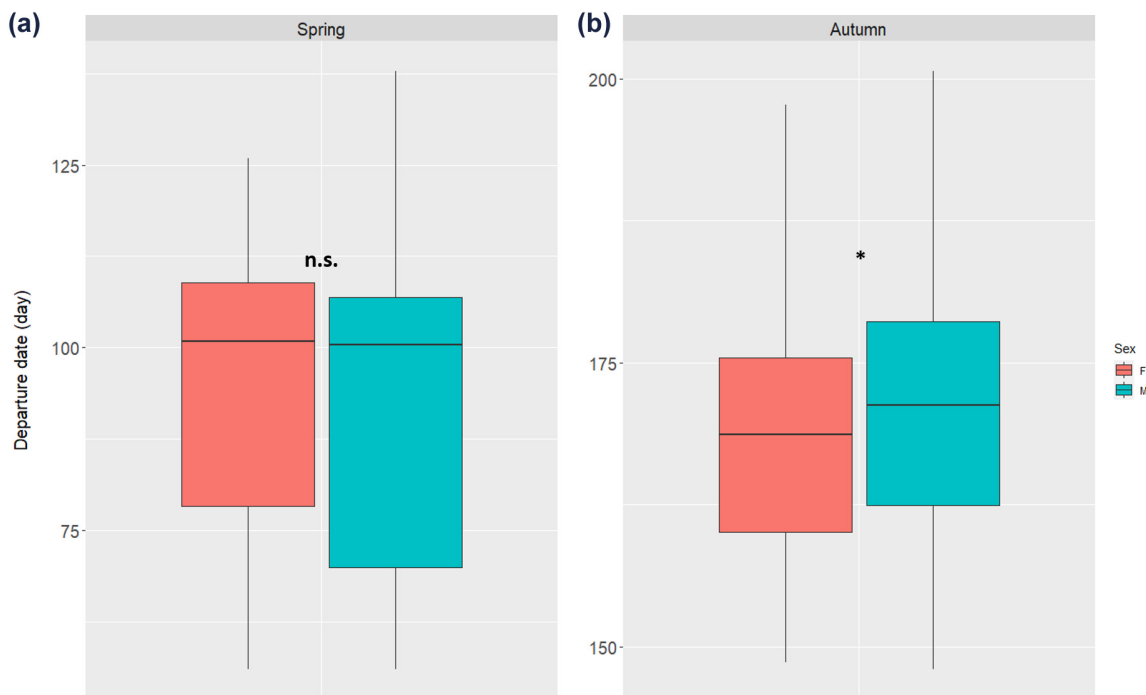 (a)
Spring
125
100
75
Departure date (day)
n.s.
(b)
Autumn
200
175
150
*
Sex
F
M